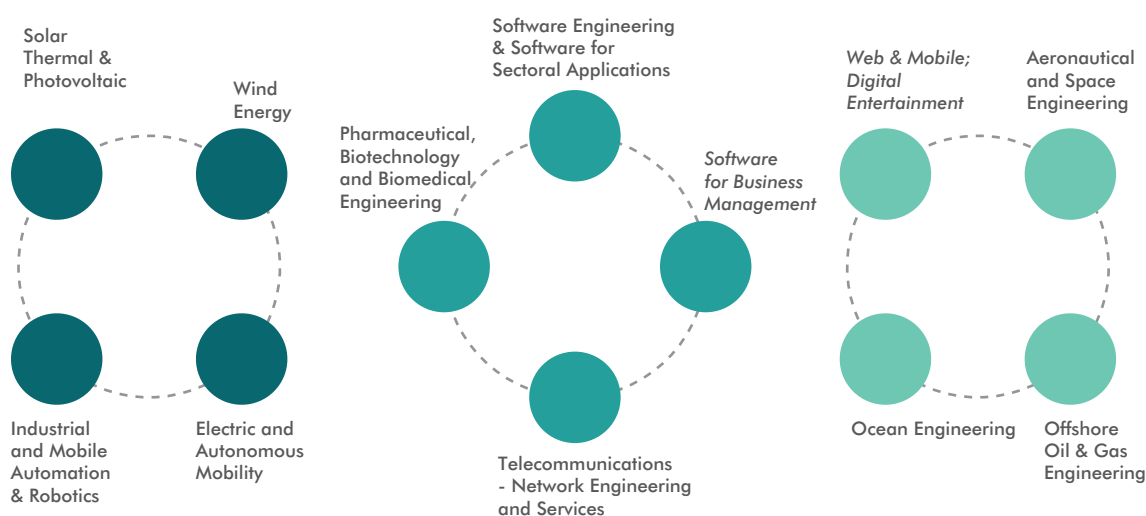 Solar
Thermal &
Photovoltaic
Wind
Energy
Industrial
and Mobile
Automation
& Robotics
Electric and
Autonomous
Mobility
Software Engineering
& Software for
Sectoral Applications
Pharmaceutical,
Biotechnology
and Biomedical
Engineering
Software
for Business
Management
Telecommunications
- Network Engineering
and Services
Web & Mobile;
Digital
Entertainment
Aeronautical
and Space
Engineering
Ocean Engineering
Offshore
Oil & Gas
Engineering